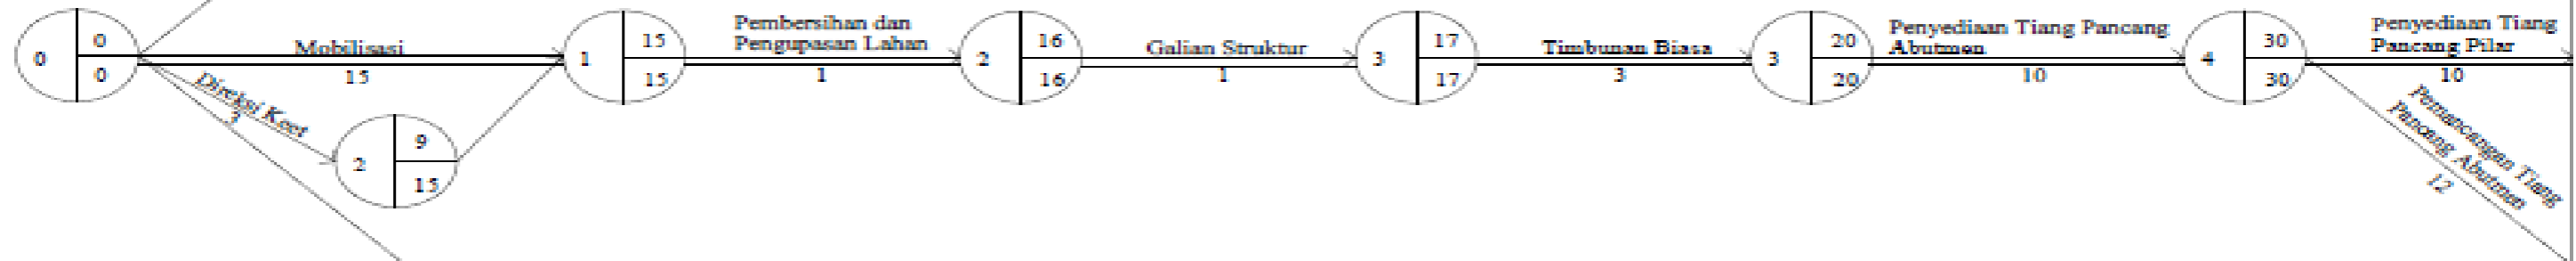 0
0
0
Mobilisasi
15
Direksi Keet
3
2
9
15
1
15
15
Pembersihan dan
Pengupasan Lahan
1
2
16
16
Galian Struktur
1
3
17
17
Timbunan Biasa
3
3
20
20
Penyediaan Tiang Pancang
Abutmen
10
4
30
30
Penyediaan Tiang
Pancang Pilar
10
Pemancangan Tiang
Pancang Abutmen
12